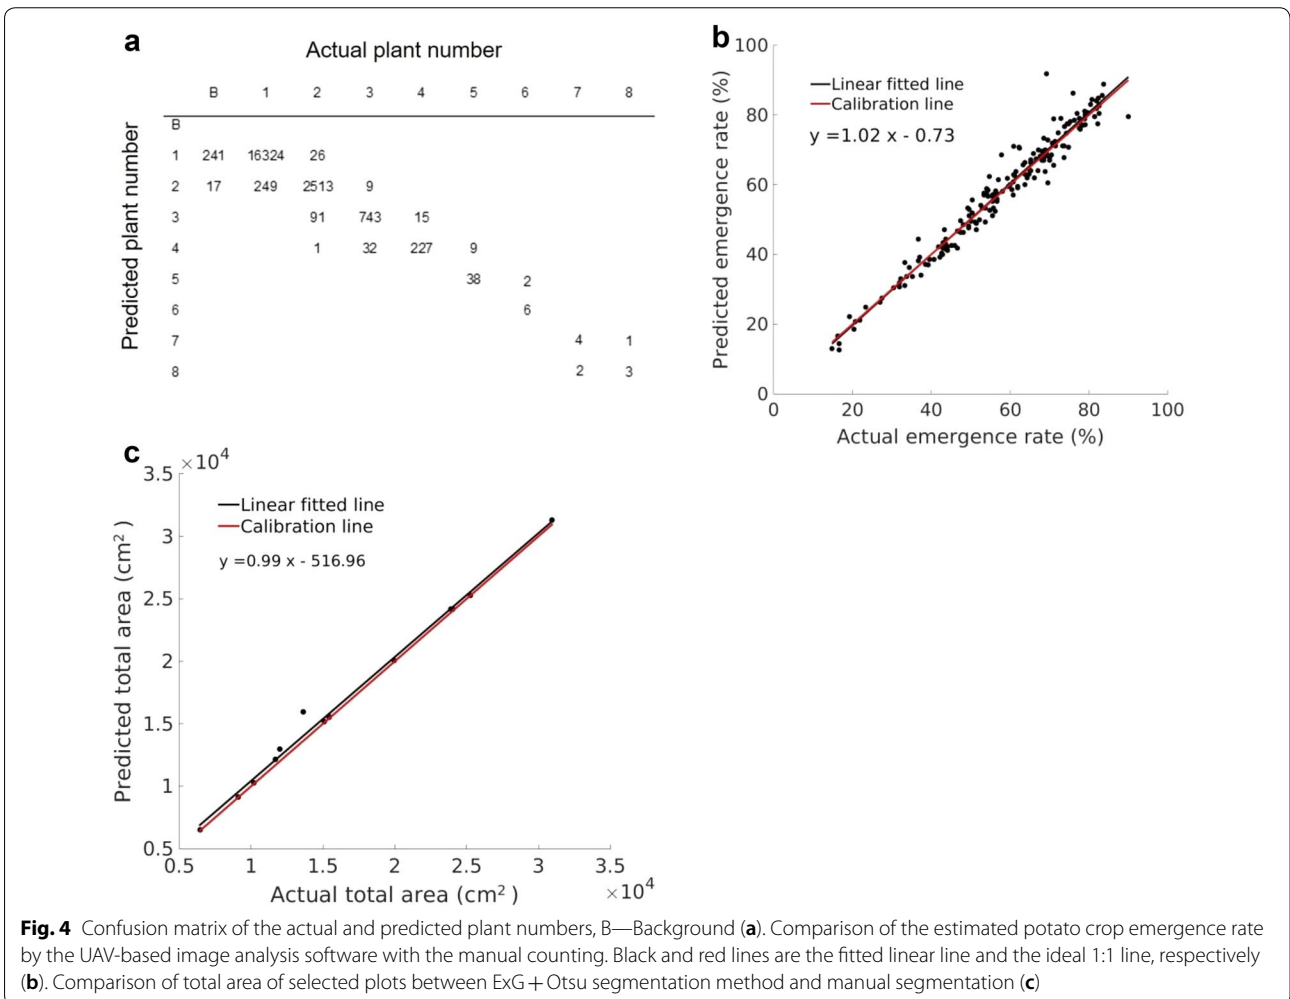 a
Actual plant number
B 1 2 3 4 5 6 7 8
Predicted plant number
B
1 241 16324 26
2 17 249 2513 9
3 91 743 15
4 1 32 227 9
5 38 2
6 6
7 4 1
8 2 3
b
100
80
60
40
20
0
Predicted emergence rate (%)
Linear fitted line
Calibration line
y =1.02 x - 0.73
0 20 40 60 80 100
Actual emergence rate (%)
c
×10⁴
3.5
3
2.5
2
1.5
1
0.5
Predicted total area (cm²)
Linear fitted line
Calibration line
y =0.99 x - 516.96
0.5 1 1.5 2 2.5 3 3.5
Actual total area (cm²)
×10⁴
Fig. 4 Confusion matrix of the actual and predicted plant numbers, B—Background (a). Comparison of the estimated potato crop emergence rate
by the UAV-based image analysis software with the manual counting. Black and red lines are the fitted linear line and the ideal 1:1 line, respectively
(b). Comparison of total area of selected plots between ExG + Otsu segmentation method and manual segmentation (c)